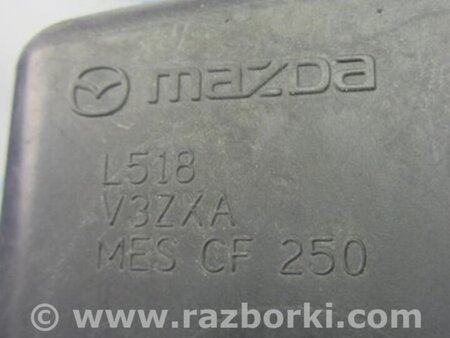 mazda
L518
V3ZXA
MES CF 250
© www.razborki.com